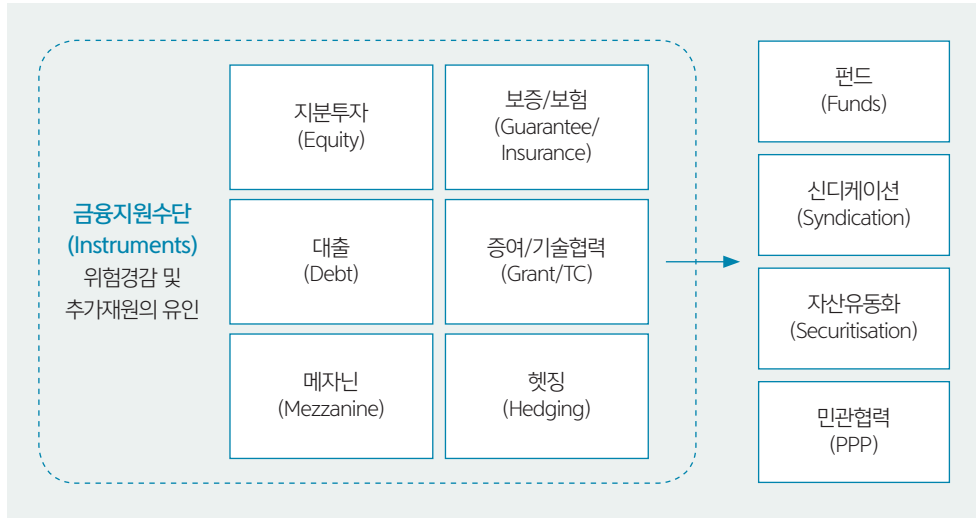 금융지원수단
(Instruments)
위험경감 및
추가재원의 유인
지분투자
(Equity)
보증/보험
(Guarantee/
Insurance)
대출
(Debt)
증여/기술협력
(Grant/TC)
메자닌
(Mezzanine)
헷징
(Hedging)
펀드
(Funds)
신디케이션
(Syndication)
자산유동화
(Securitisation)
민관협력
(PPP)